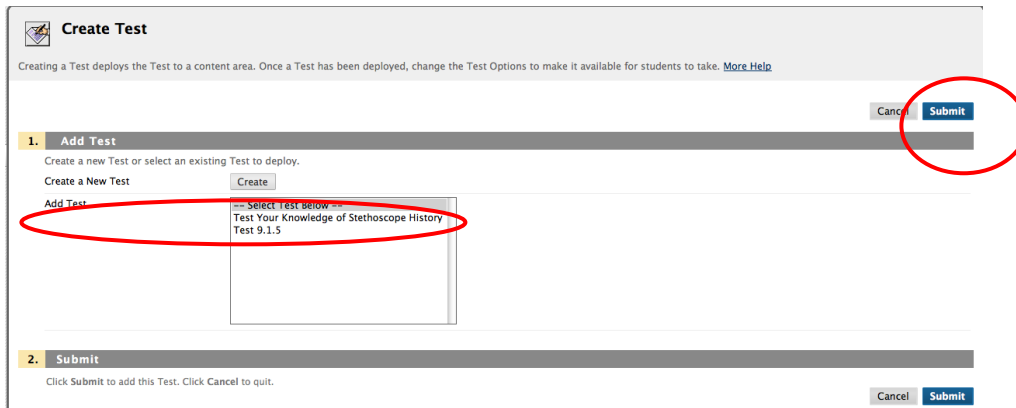 Create Test
Creating a Test deploys the Test to a content area. Once a Test has been deployed, change the Test Options to make it available for students to take. More Help
Cancel Submit
1. Add Test
Create a new Test or select an existing Test to deploy.
Create a New Test Create
Add Test -- Select Test Below --
Test Your Knowledge of Stethoscope History
Test 9.1.5
2. Submit
Click Submit to add this Test. Click Cancel to quit.
Cancel Submit